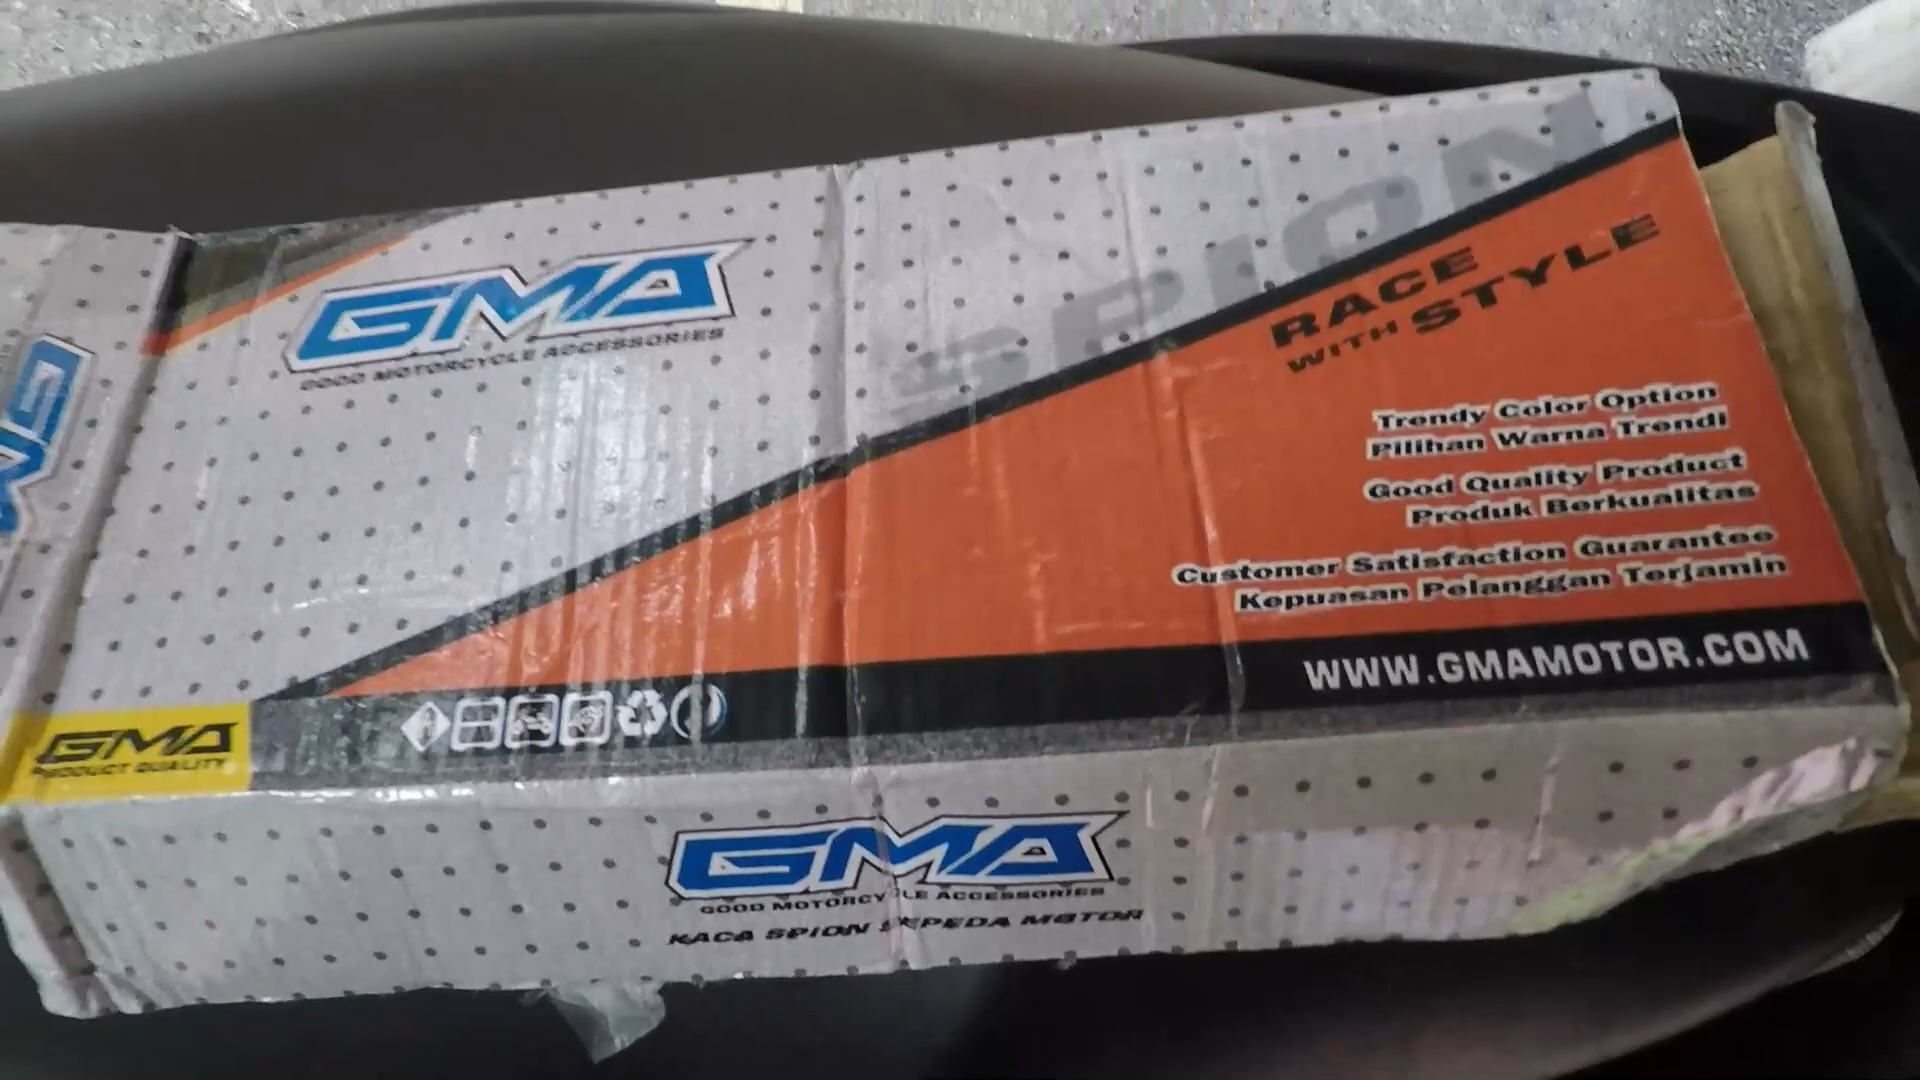 GMA
GOOD MOTORCYCLE ACCESSORIES
SPION
RACE
WITH STYLE
Trendy Color Option
Pilihan Warna Trendi
Good Quality Product
Produk Berkualitas
Customer Satisfaction Guarantee
Kepuasan Pelanggan Terjamin
WWW.GMAMOTOR.COM
GMA
PRODUCT QUALITY
GMA
GOOD MOTORCYCLE ACCESSORIES
KACA SPION SEPEDA MOTOR
GMA